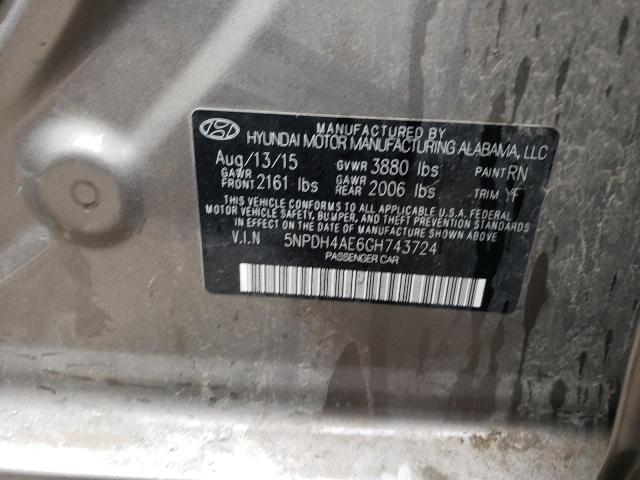 MANUFACTURED BY
HYUNDAI MOTOR MANUFACTURING ALABAMA, LLC
Aug/13/15 GVWR 3880 lbs PAINT RN
GAWR FRONT 2161 lbs GAWR REAR 2006 lbs TRIM YF
THIS VEHICLE CONFORMS TO ALL APPLICABLE U.S.A. FEDERAL
MOTOR VEHICLE SAFETY, BUMPER, AND THEFT PREVENTION STANDARDS
IN EFFECT ON THE DATE OF MANUFACTURE SHOWN ABOVE.
V.I.N 5NPDH4AE6GH743724
PASSENGER CAR